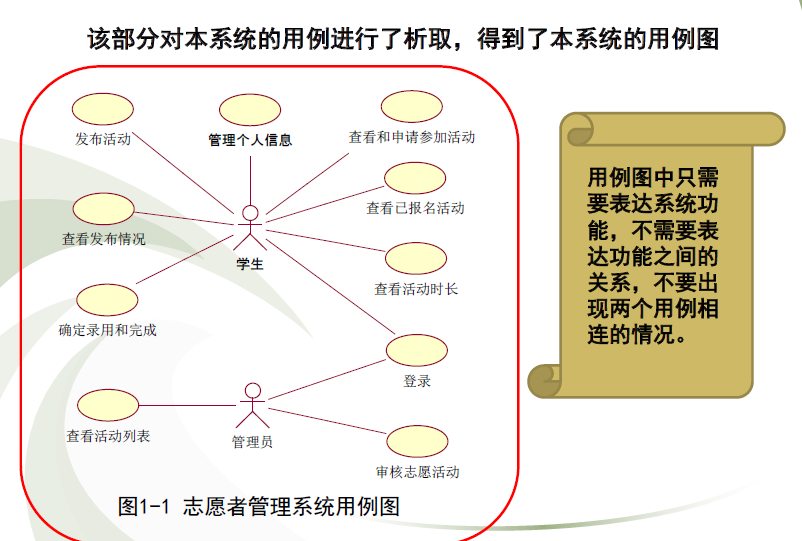 该部分对本系统的用例进行了析取，得到了本系统的用例图
发布活动
管理个人信息
查看和申请参加活动
查看已报名活动
查看发布情况
学生
查看活动时长
确定录用和完成
登录
查看活动列表
管理员
审核志愿活动
图1-1 志愿者管理系统用例图
用例图中只需
要表达系统功
能，不需要表
达功能之间的
关系，不要出
现两个用例相
连的情况。